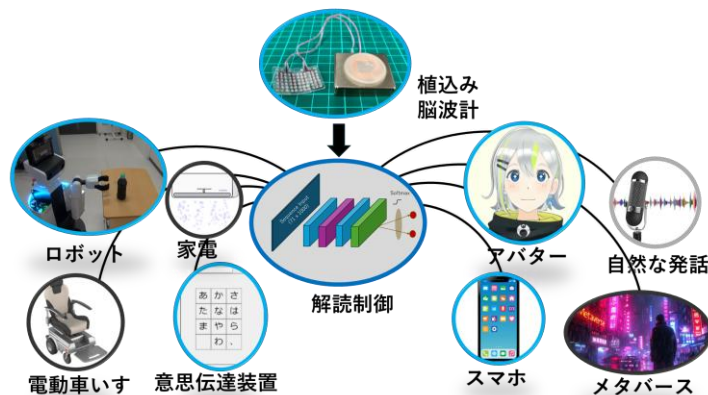 植込み
脳波計
ロボット
家電
Softmax
アバター
自然な発話
解読制御
あ か さ
た な は
ま や ら
わ 、
電動車いす
意思伝達装置
スマホ
メタバース